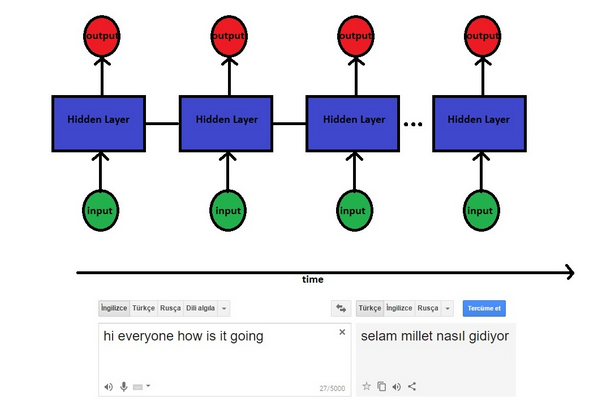 output output output output
Hidden Layer Hidden Layer Hidden Layer ... Hidden Layer
input input input input
time
İngilizce Türkçe Rusça Dili algıla Türkçe İngilizce Rusça Tercüme et
hi everyone how is it going selam millet nasıl gidiyor
27/5000